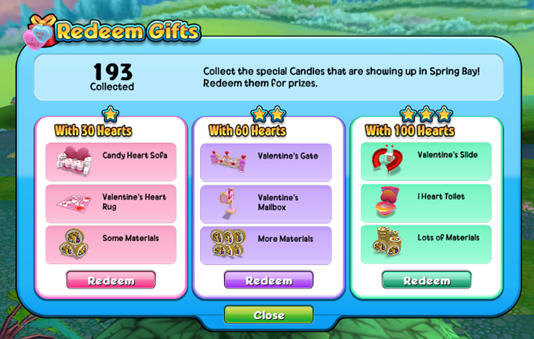 Redeem Gifts
193
Collected
Collect the special Candies that are showing up in Spring Bay!
Redeem them for prizes.
With 30 Hearts
Candy Heart Sofa
Valentine's Heart
Rug
Some Materials
Redeem
With 60 Hearts
Valentine's Gate
Valentine's
Mailbox
More Materials
Redeem
With 100 Hearts
Valentine's Slide
I Heart Toilet
Lots of Materials
Redeem
Close